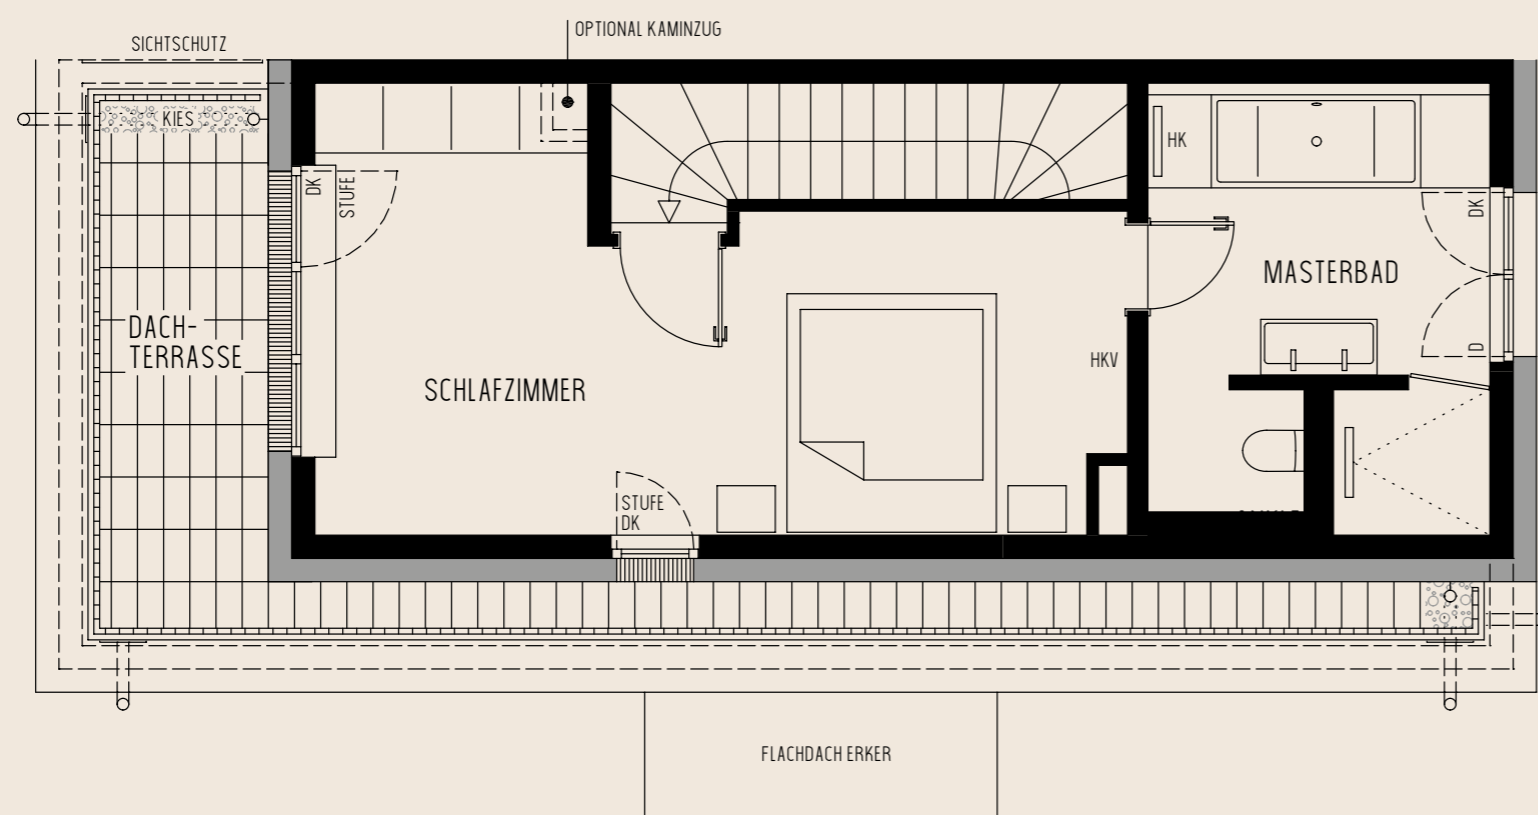 OPTIONAL KAMINZUG
SICHTSCHUTZ
KIES
HK
DK
STUFE
DK
MASTERBAD
DACH-
TERRASSE
D
HKV
SCHLAFZIMMER
STUFE
DK
FLACHDACH ERKER